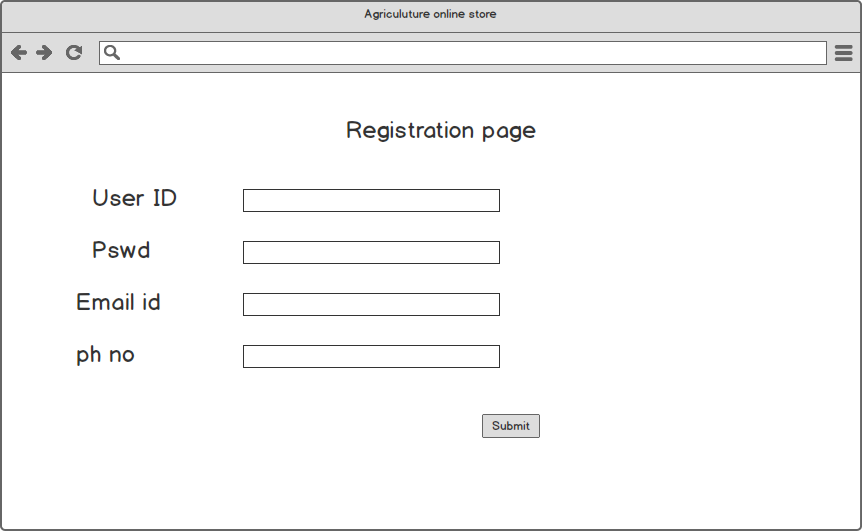 Agriculuture online store
Registration page
User ID
Pswd
Email id
ph no
Submit